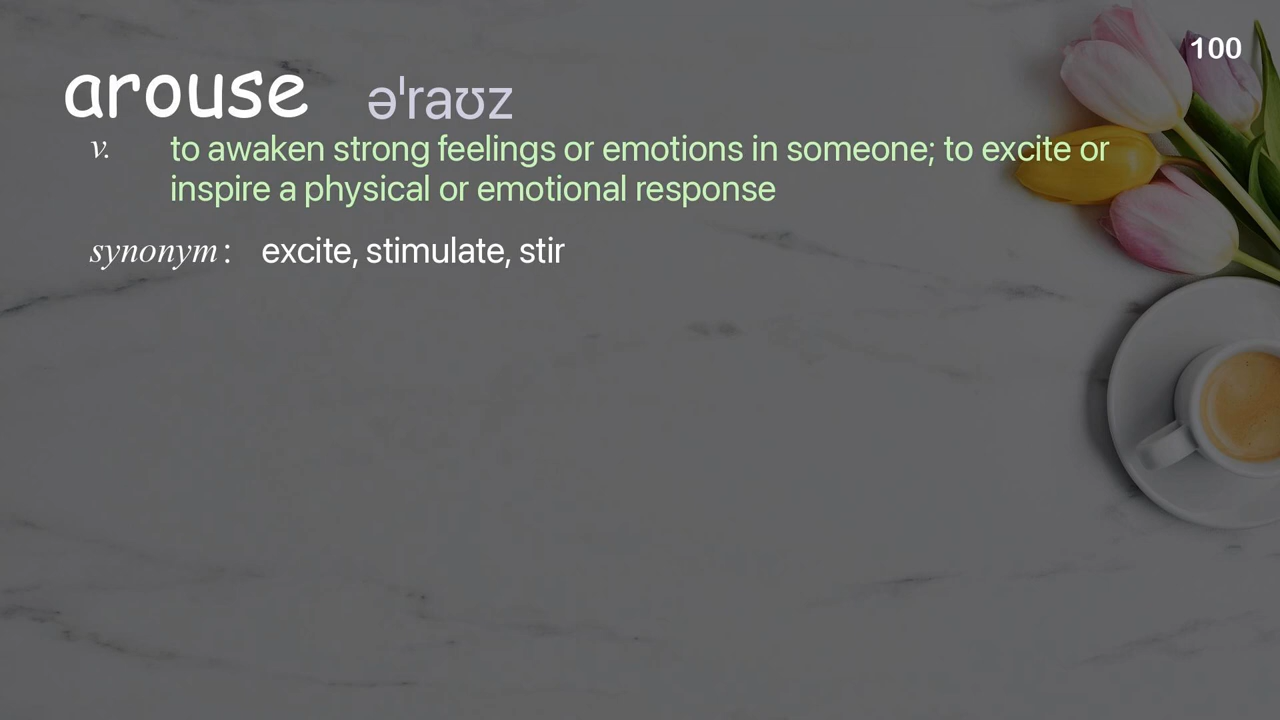 100
arouse əˈraʊz
v. to awaken strong feelings or emotions in someone; to excite or
inspire a physical or emotional response
synonym: excite, stimulate, stir